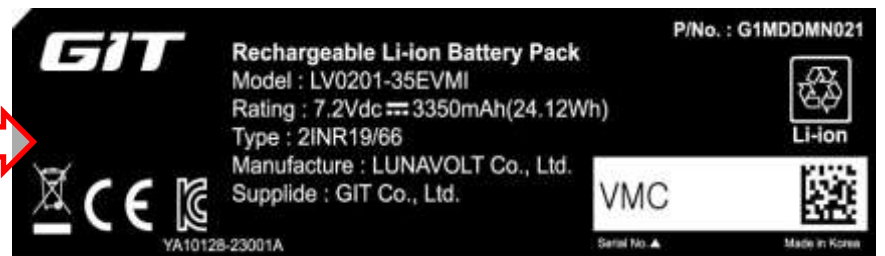 GIT
P/No. : G1MDDMN021
Rechargeable Li-ion Battery Pack
Model : LV0201-35EVMI
Rating : 7.2Vdc ⎓ 3350mAh(24.12Wh)
Type : 2INR19/66
Manufacture : LUNAVOLT Co., Ltd.
Supplide : GIT Co., Ltd.
Li-ion
CE
YA10128-23001A
VMC
Serial No. ▲
Made in Korea